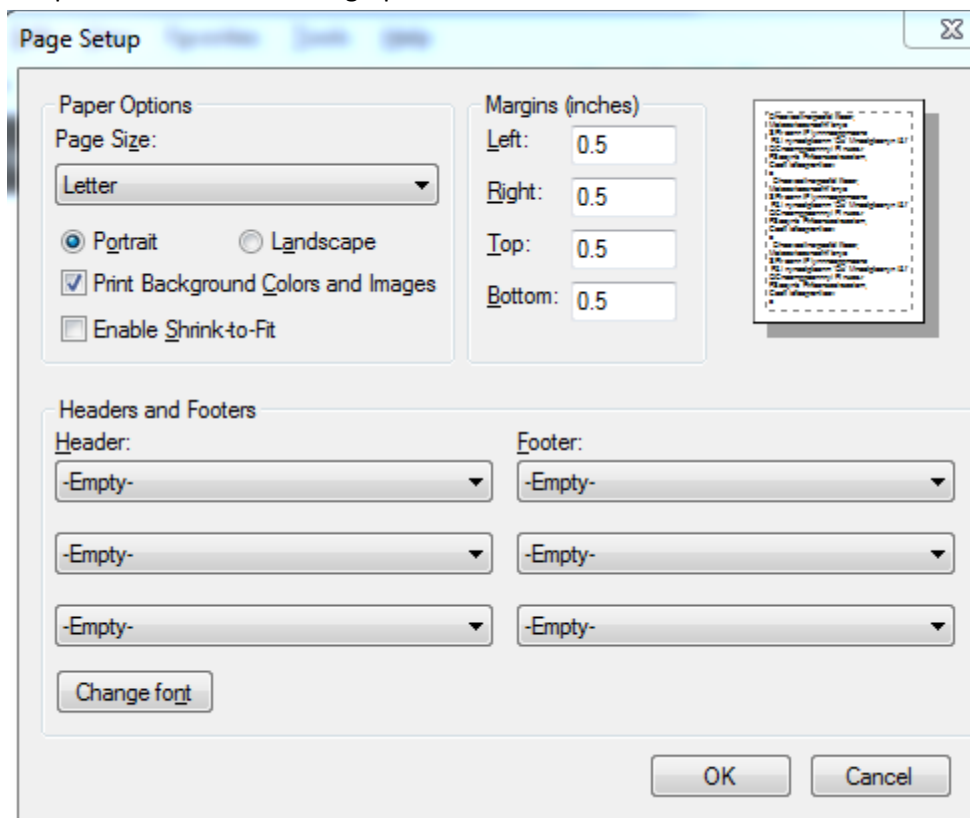 Page Setup
Paper Options
Page Size:
Letter
Portrait
Landscape
Print Background Colors and Images
Enable Shrink-to-Fit
Margins (inches)
Left: 0.5
Right: 0.5
Top: 0.5
Bottom: 0.5
Headers and Footers
Header:
Footer:
-Empty-
-Empty-
-Empty-
-Empty-
-Empty-
-Empty-
Change font
OK
Cancel